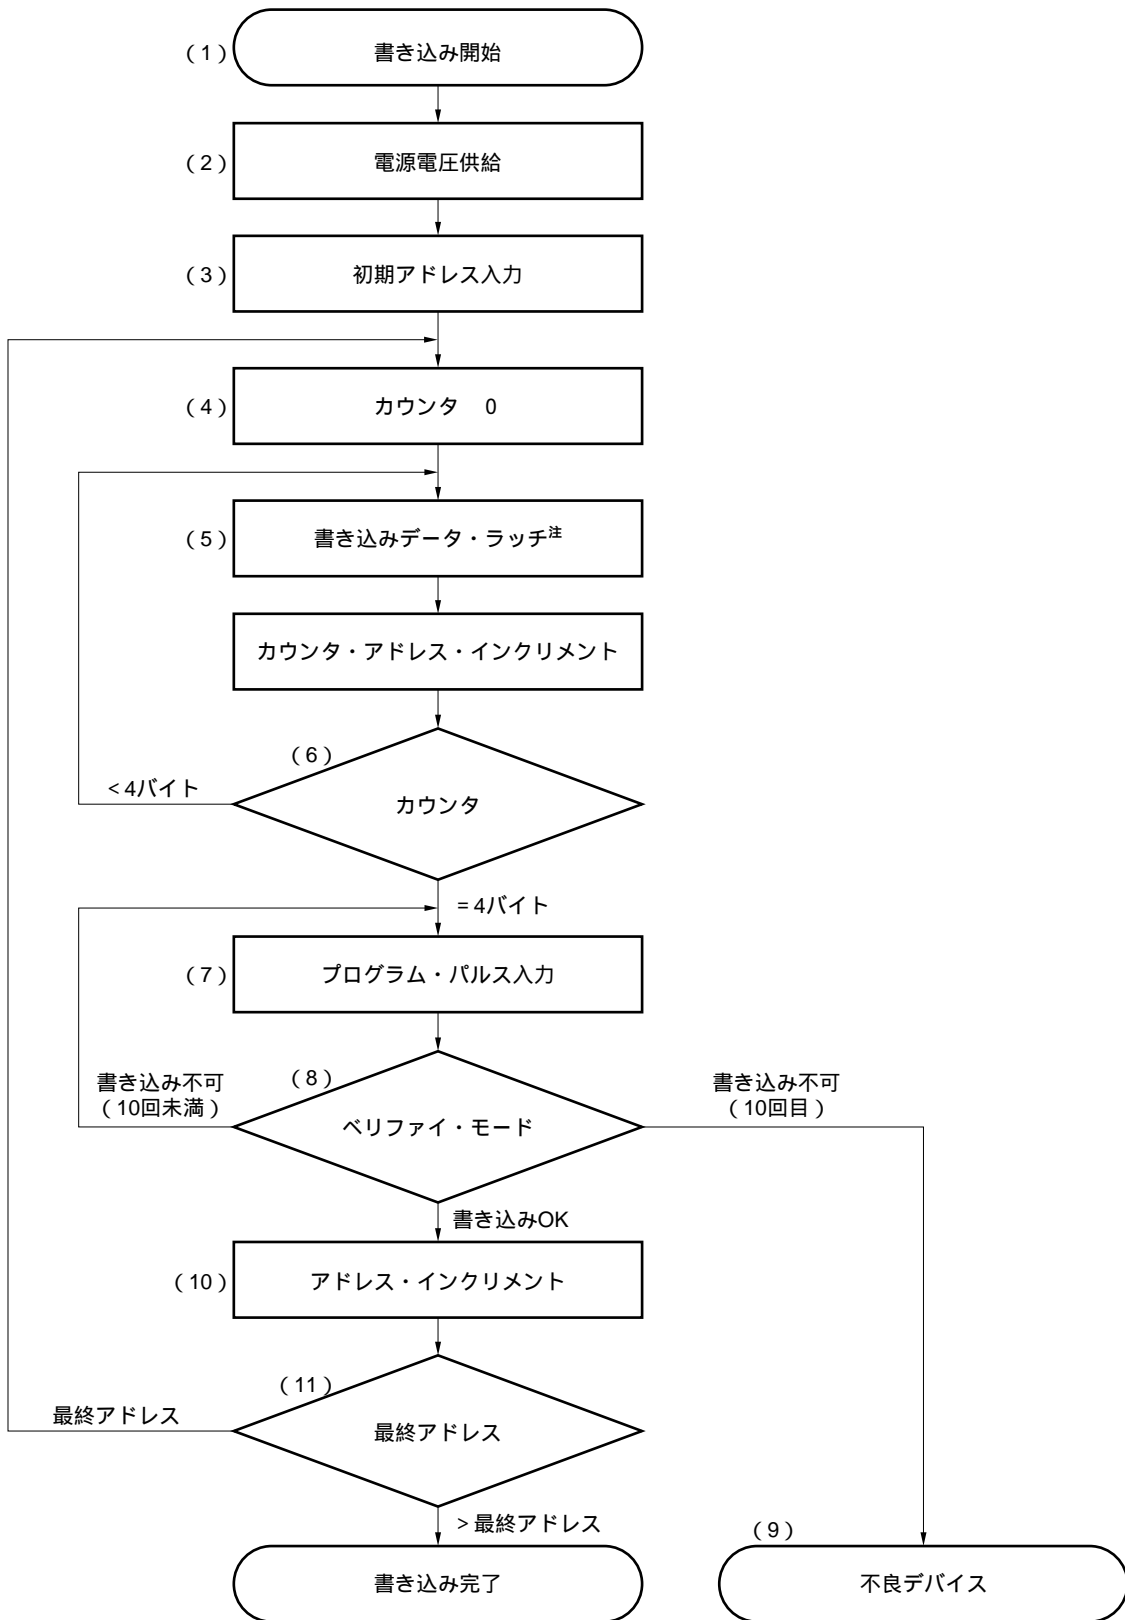 （1） 書き込み開始
（2） 電源電圧供給
（3） 初期アドレス入力
（4） カウンタ　0
（5） 書き込みデータ・ラッチ注
カウンタ・アドレス・インクリメント
（6）
< 4バイト
カウンタ
= 4バイト
（7） プログラム・パルス入力
書き込み不可
（10回未満）
（8）
ベリファイ・モード
書き込み不可
（10回目）
書き込みOK
（10） アドレス・インクリメント
（11）
最終アドレス
最終アドレス
> 最終アドレス
書き込み完了
（9）
不良デバイス